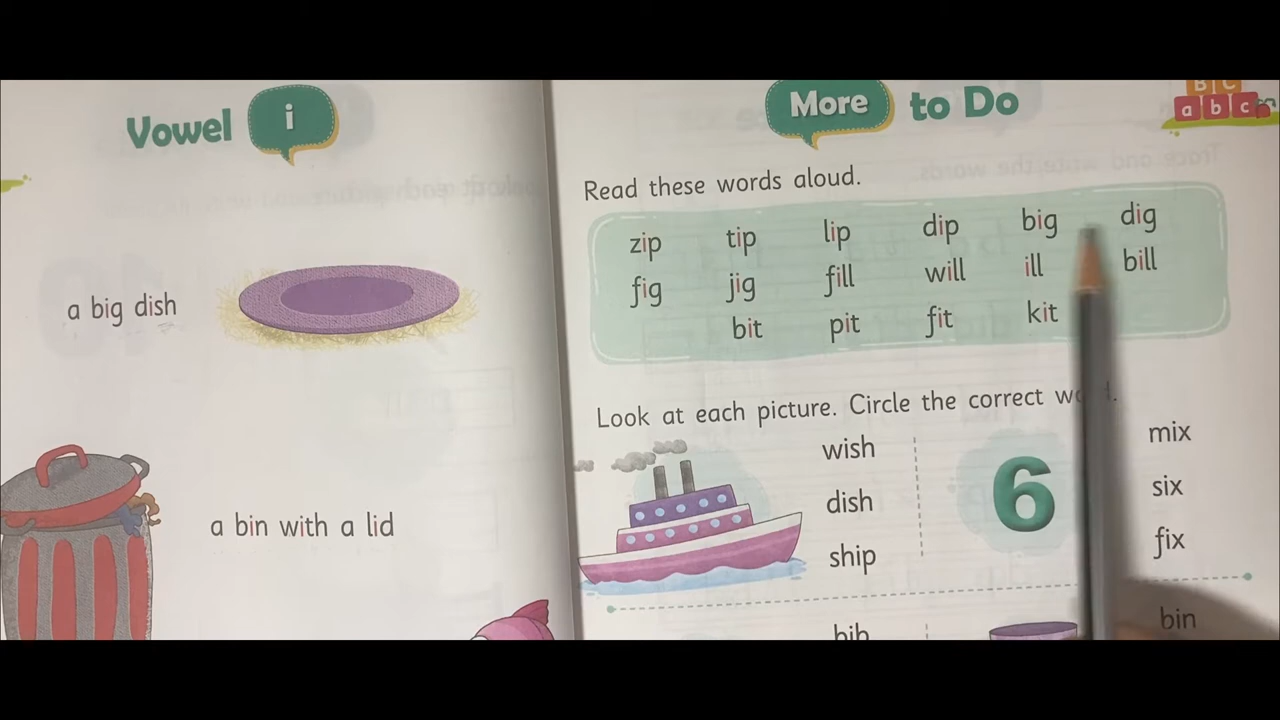 Vowel i
a big dish
a bin with a lid
More to Do
B C
a b c
Read these words aloud.
zip tip lip dip big dig
fig jig fill will ill bill
bit pit fit kit
Look at each picture. Circle the correct
wish
dish
ship
6
mix
six
fix
bib
bin